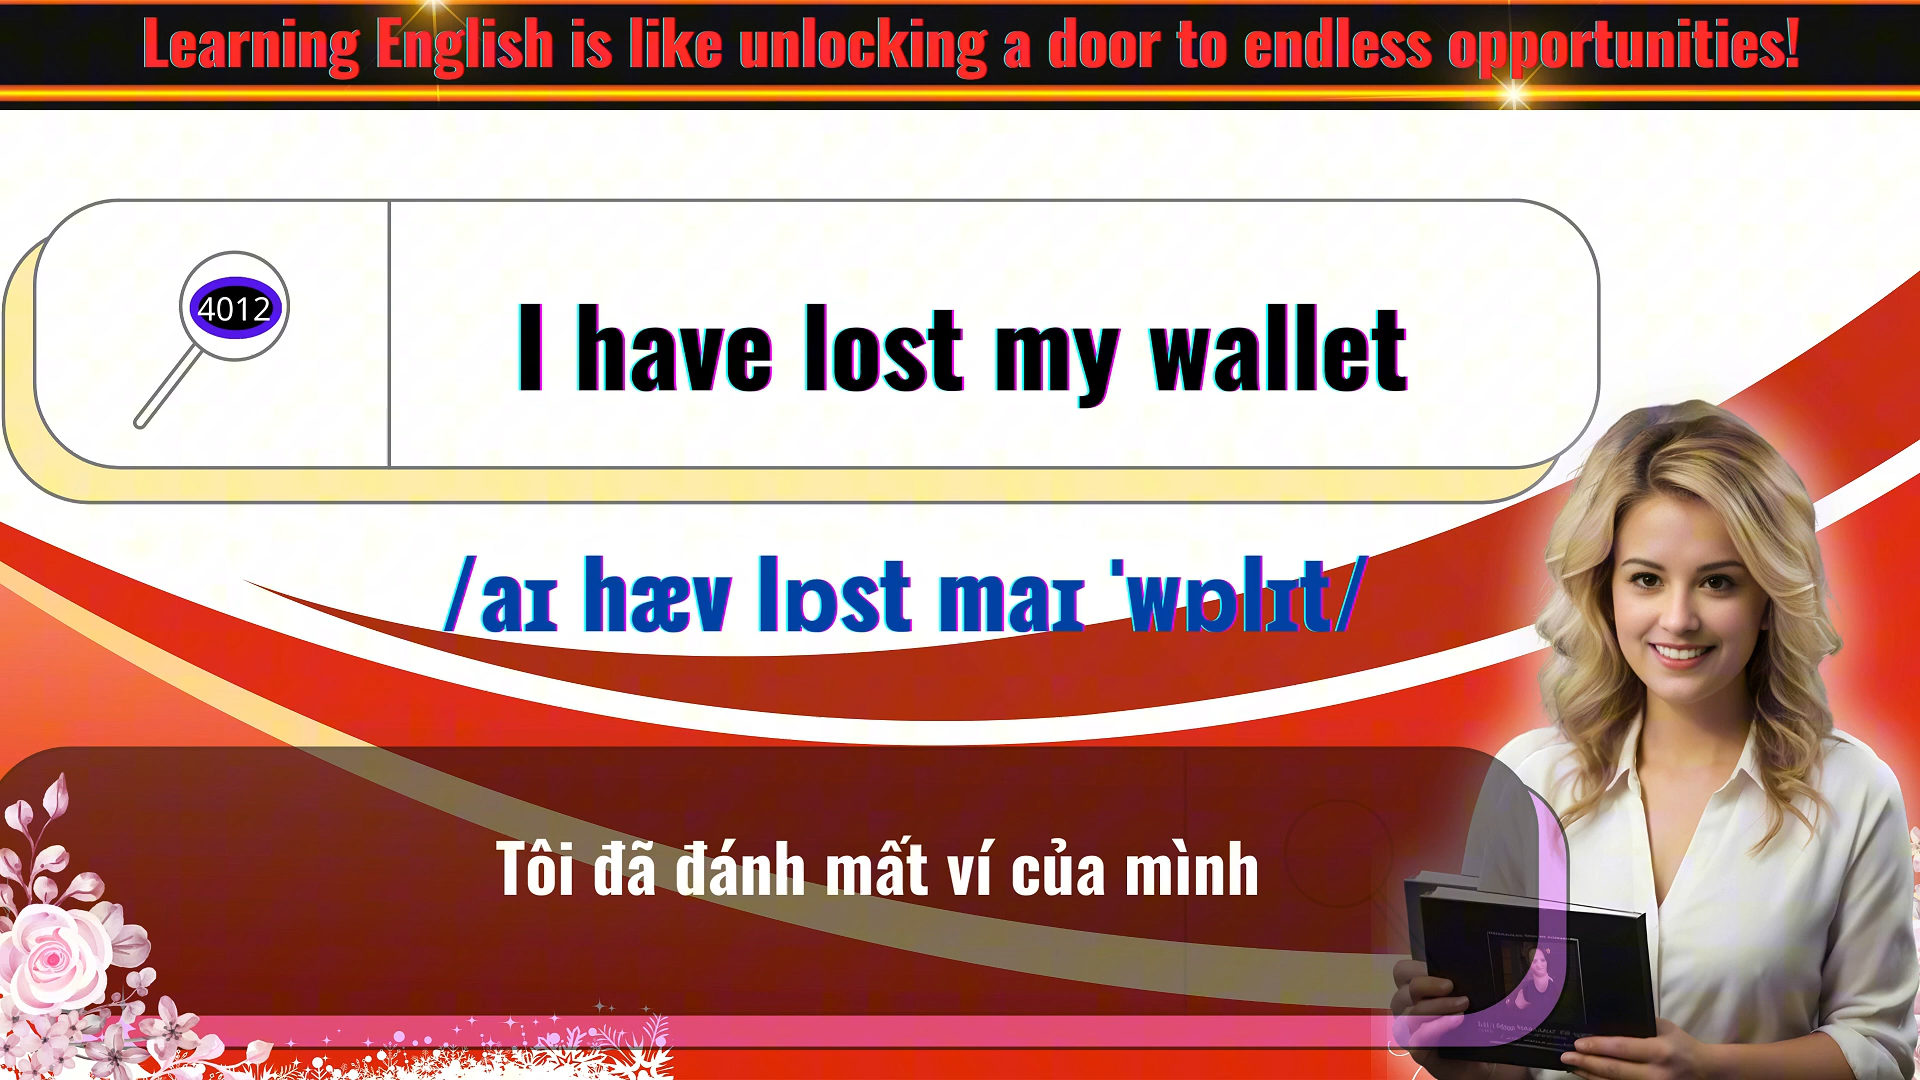 Learning English is like unlocking a door to endless opportunities!
4012
I have lost my wallet
/aɪ hæv lɒst maɪ ˈwɒlɪt/
Tôi đã đánh mất ví của mình